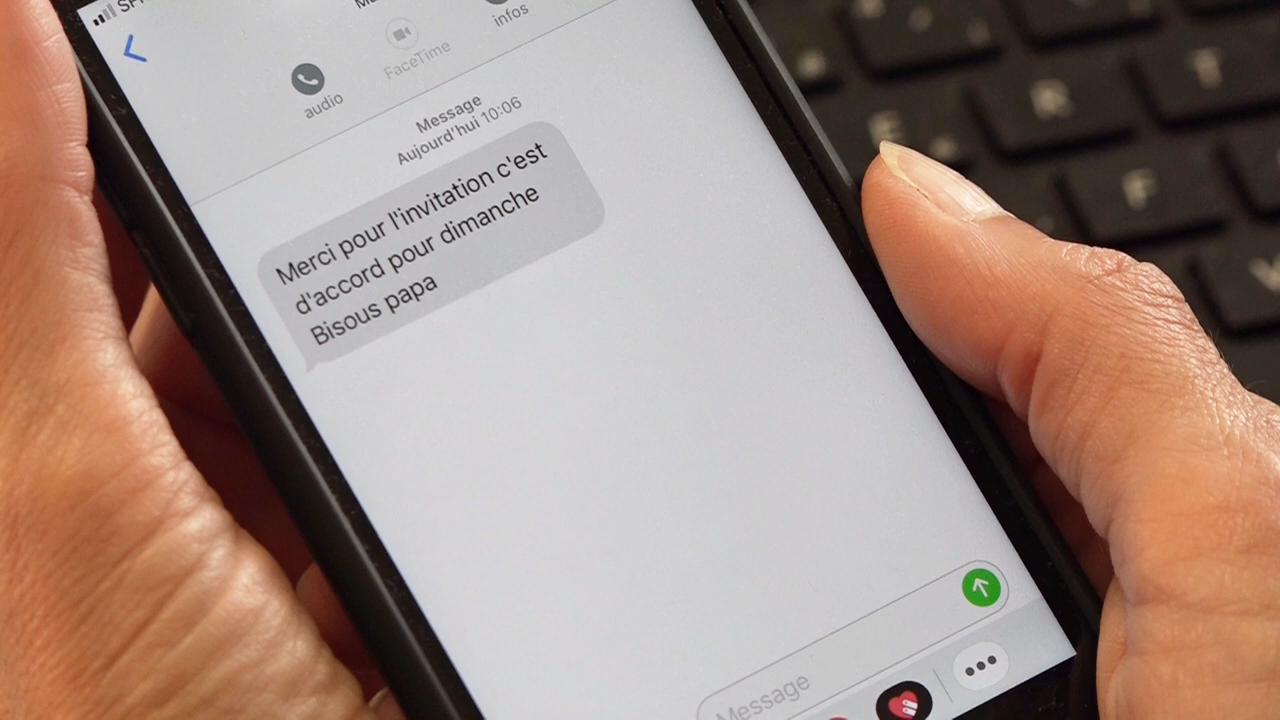 audio
FaceTime
infos
Message
Aujourd'hui 10:06
Merci pour l'invitation c'est
d'accord pour dimanche
Bisous papa
Message
R
T
E
F